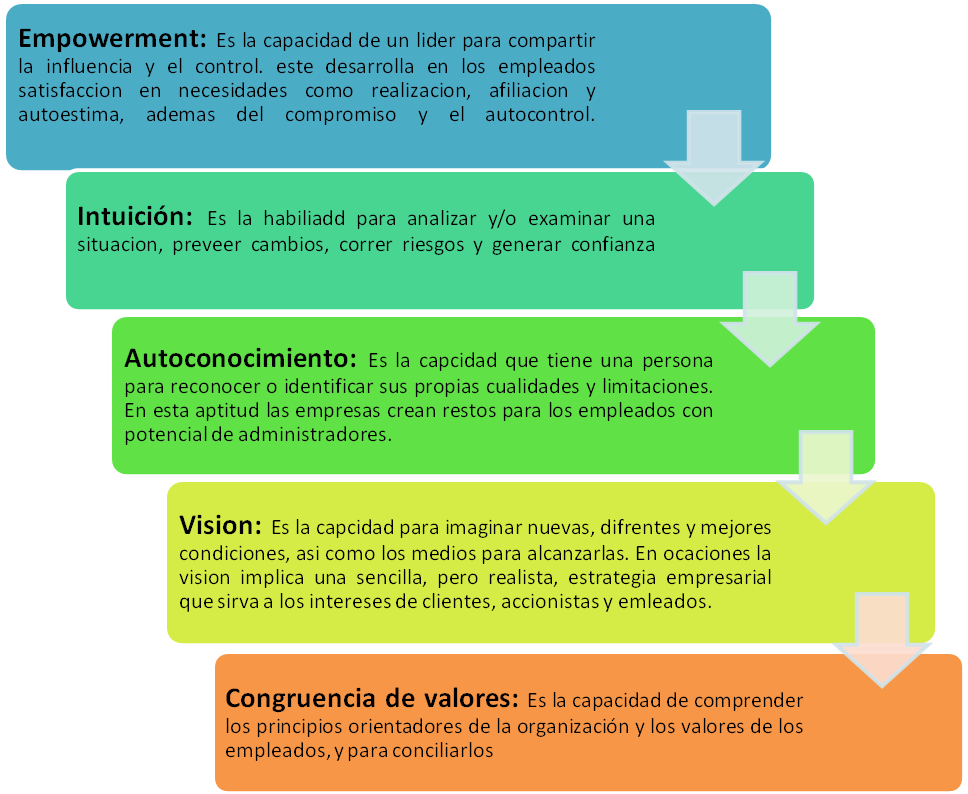 Empowerment: Es la capacidad de un lider para compartir
la influencia y el control. este desarrolla en los empleados
satisfaccion en necesidades como realizacion, afiliacion y
autoestima, ademas del compromiso y el autocontrol.
Intuición: Es la habiliadd para analizar y/o examinar una
situacion, preveer cambios, correr riesgos y generar confianza
Autoconocimiento: Es la capcidad que tiene una persona
para reconocer o identificar sus propias cualidades y limitaciones.
En esta aptitud las empresas crean restos para los empleados con
potencial de administradores.
Vision: Es la capcidad para imaginar nuevas, difrentes y mejores
condiciones, asi como los medios para alcanzarlas. En ocaciones la
vision implica una sencilla, pero realista, estrategia empresarial
que sirva a los intereses de clientes, accionistas y emleados.
Congruencia de valores: Es la capacidad de comprender
los principios orientadores de la organización y los valores de los
empleados, y para conciliarlos